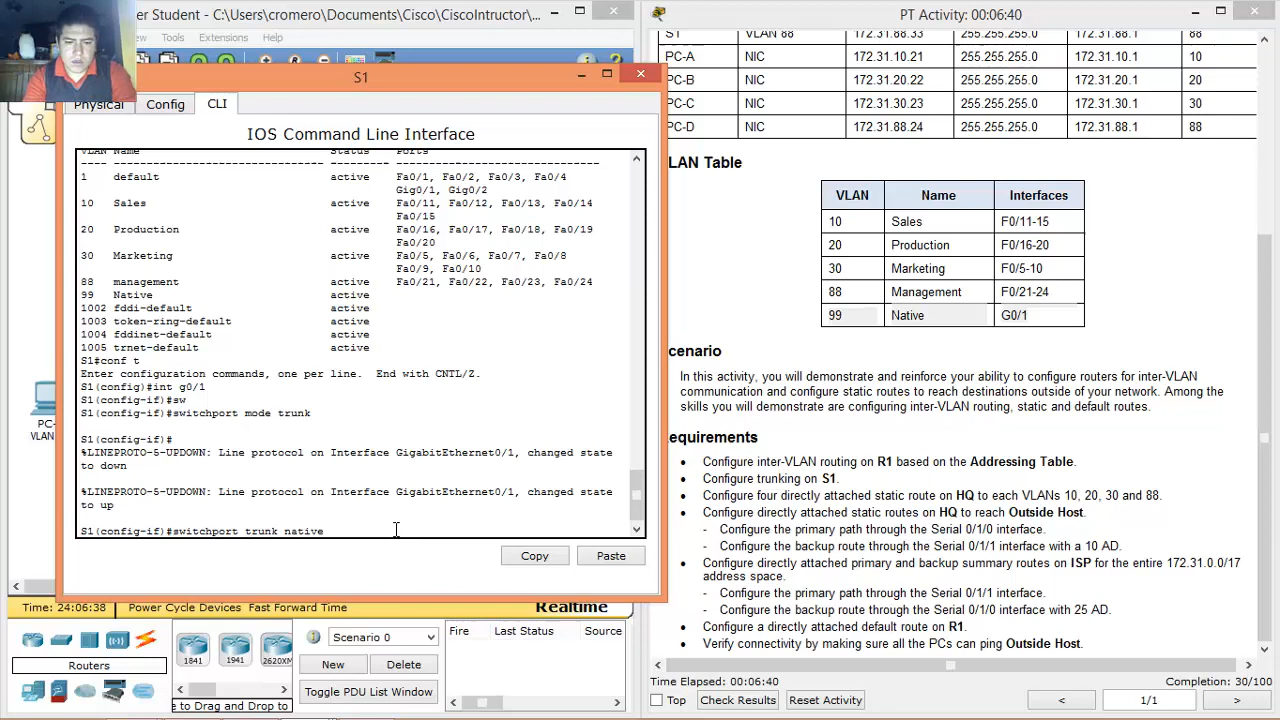 er Student - C:\Users\cromero\Documents\Cisco\CiscoIntructor\...
Tools Extensions Help
S1
Physical Config CLI
IOS Command Line Interface
VLAN Name Status Ports
---- -------------------------------- --------- -------------------------------
1 default active Fa0/1, Fa0/2, Fa0/3, Fa0/4
Gig0/1, Gig0/2
10 Sales active Fa0/11, Fa0/12, Fa0/13, Fa0/14
Fa0/15
20 Production active Fa0/16, Fa0/17, Fa0/18, Fa0/19
Fa0/20
30 Marketing active Fa0/5, Fa0/6, Fa0/7, Fa0/8
Fa0/9, Fa0/10
88 management active Fa0/21, Fa0/22, Fa0/23, Fa0/24
99 Native active
1002 fddi-default active
1003 token-ring-default active
1004 fddinet-default active
1005 trnet-default active
S1#conf t
Enter configuration commands, one per line. End with CNTL/Z.
S1(config)#int g0/1
S1(config-if)#sw
S1(config-if)#switchport mode trunk
S1(config-if)#
%LINEPROTO-5-UPDOWN: Line protocol on Interface GigabitEthernet0/1, changed state
to down
%LINEPROTO-5-UPDOWN: Line protocol on Interface GigabitEthernet0/1, changed state
to up
S1(config-if)#switchport trunk native
Copy Paste
PC-
VLAN
Time: 24:06:38 Power Cycle Devices Fast Forward Time Realtime
Routers
1841 1941 2620XM
e to Drag and Drop to
Scenario 0
New Delete
Toggle PDU List Window
Fire Last Status Source
PT Activity: 00:06:40
S1 VLAN 88 172.31.88.33 255.255.255.0 172.31.88.1 88
PC-A NIC 172.31.10.21 255.255.255.0 172.31.10.1 10
PC-B NIC 172.31.20.22 255.255.255.0 172.31.20.1 20
PC-C NIC 172.31.30.23 255.255.255.0 172.31.30.1 30
PC-D NIC 172.31.88.24 255.255.255.0 172.31.88.1 88
LAN Table
VLAN Name Interfaces
10 Sales F0/11-15
20 Production F0/16-20
30 Marketing F0/5-10
88 Management F0/21-24
99 Native G0/1
cenario
In this activity, you will demonstrate and reinforce your ability to configure routers for inter-VLAN
communication and configure static routes to reach destinations outside of your network. Among the
skills you will demonstrate are configuring inter-VLAN routing, static and default routes.
equirements
• Configure inter-VLAN routing on R1 based on the Addressing Table.
• Configure trunking on S1.
• Configure four directly attached static route on HQ to each VLANs 10, 20, 30 and 88.
• Configure directly attached static routes on HQ to reach Outside Host.
- Configure the primary path through the Serial 0/1/0 interface.
- Configure the backup route through the Serial 0/1/1 interface with a 10 AD.
• Configure directly attached primary and backup summary routes on ISP for the entire 172.31.0.0/17
address space.
- Configure the primary path through the Serial 0/1/1 interface.
- Configure the backup route through the Serial 0/1/0 interface with 25 AD.
• Configure a directly attached default route on R1.
• Verify connectivity by making sure all the PCs can ping Outside Host.
Time Elapsed: 00:06:40 Completion: 30/100
Top Check Results Reset Activity < 1/1 >